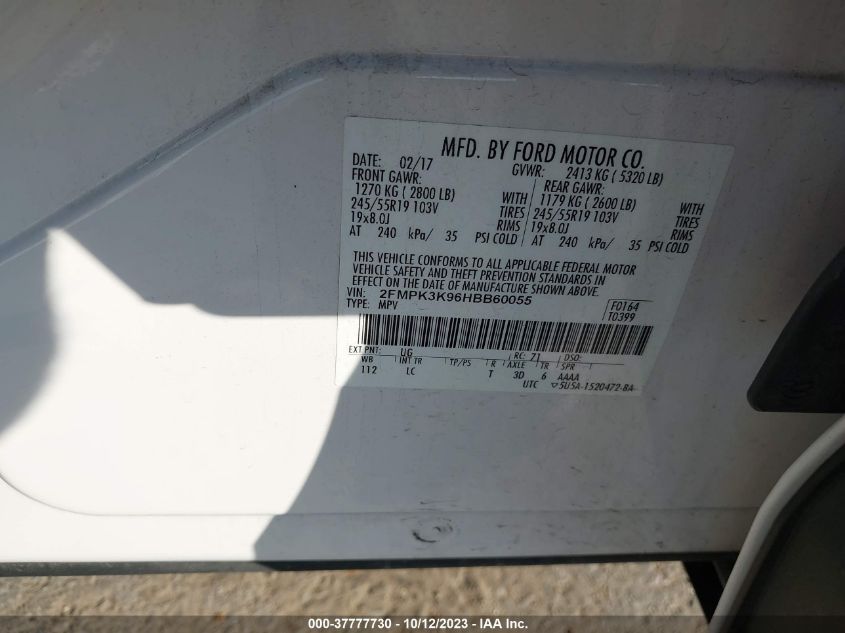 MFD. BY FORD MOTOR CO.
DATE: 02/17 GVWR: 2413 KG ( 5320 LB)
FRONT GAWR: REAR GAWR:
1270 KG ( 2800 LB) WITH 1179 KG ( 2600 LB) WITH
245/55R19 103V TIRES 245/55R19 103V TIRES
19x8.0J RIMS 19x8.0J RIMS
AT 240 kPa/ 35 PSI COLD AT 240 kPa/ 35 PSI COLD
THIS VEHICLE CONFORMS TO ALL APPLICABLE FEDERAL MOTOR
VEHICLE SAFETY AND THEFT PREVENTION STANDARDS IN
EFFECT ON THE DATE OF MANUFACTURE SHOWN ABOVE.
VIN: 2FMPK3K96HBB60055 F0164
TYPE: MPV T0399
EXT PNT: UG RC: 71 DSO:
WB INT TR TP/PS R AXLE TR SPR
112 LC T 3D 6 AAAA
UTC ▽5U5A-1520472-BA
000-37777730 - 10/12/2023 - IAA Inc.